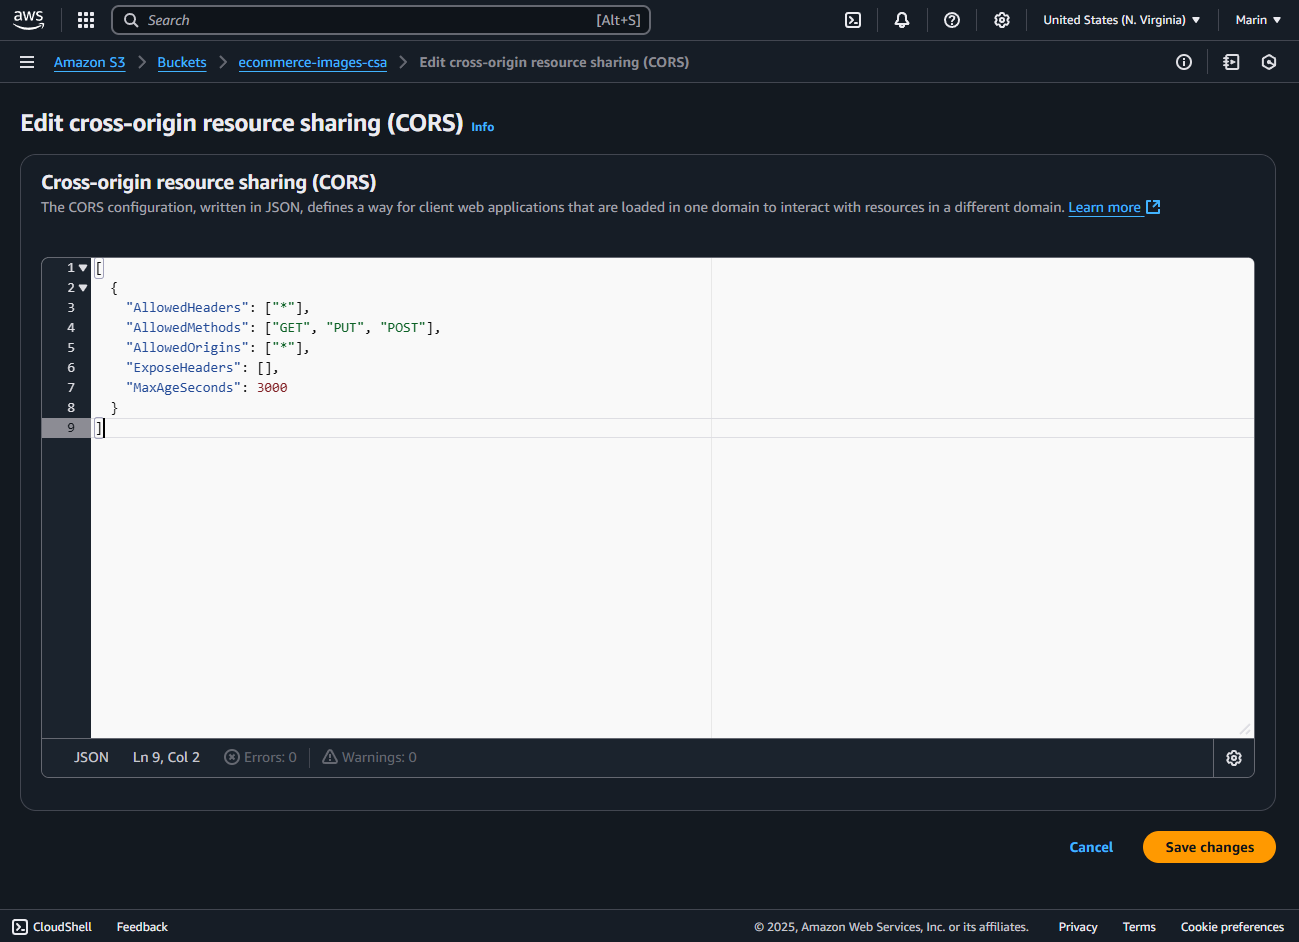 aws
Search [Alt+S]
United States (N. Virginia)
Marin
Amazon S3 > Buckets > ecommerce-images-csa > Edit cross-origin resource sharing (CORS)
Edit cross-origin resource sharing (CORS) Info
Cross-origin resource sharing (CORS)
The CORS configuration, written in JSON, defines a way for client web applications that are loaded in one domain to interact with resources in a different domain. Learn more
1 [
2 {
3 "AllowedHeaders": ["*"],
4 "AllowedMethods": ["GET", "PUT", "POST"],
5 "AllowedOrigins": ["*"],
6 "ExposeHeaders": [],
7 "MaxAgeSeconds": 3000
8 }
9 ]
JSON Ln 9, Col 2 Errors: 0 Warnings: 0
Cancel Save changes
CloudShell Feedback © 2025, Amazon Web Services, Inc. or its affiliates. Privacy Terms Cookie preferences